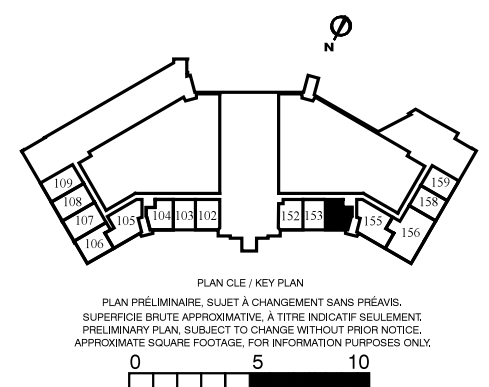 N
109
108
107
106
105
104 103 102
152 153
155
156
158
159
PLAN CLE / KEY PLAN
PLAN PRÉLIMINAIRE, SUJET À CHANGEMENT SANS PRÉAVIS.
SUPERFICIE BRUTE APPROXIMATIVE, À TITRE INDICATIF SEULEMENT.
PRELIMINARY PLAN, SUBJECT TO CHANGE WITHOUT PRIOR NOTICE.
APPROXIMATE SQUARE FOOTAGE, FOR INFORMATION PURPOSES ONLY.
0 5 10